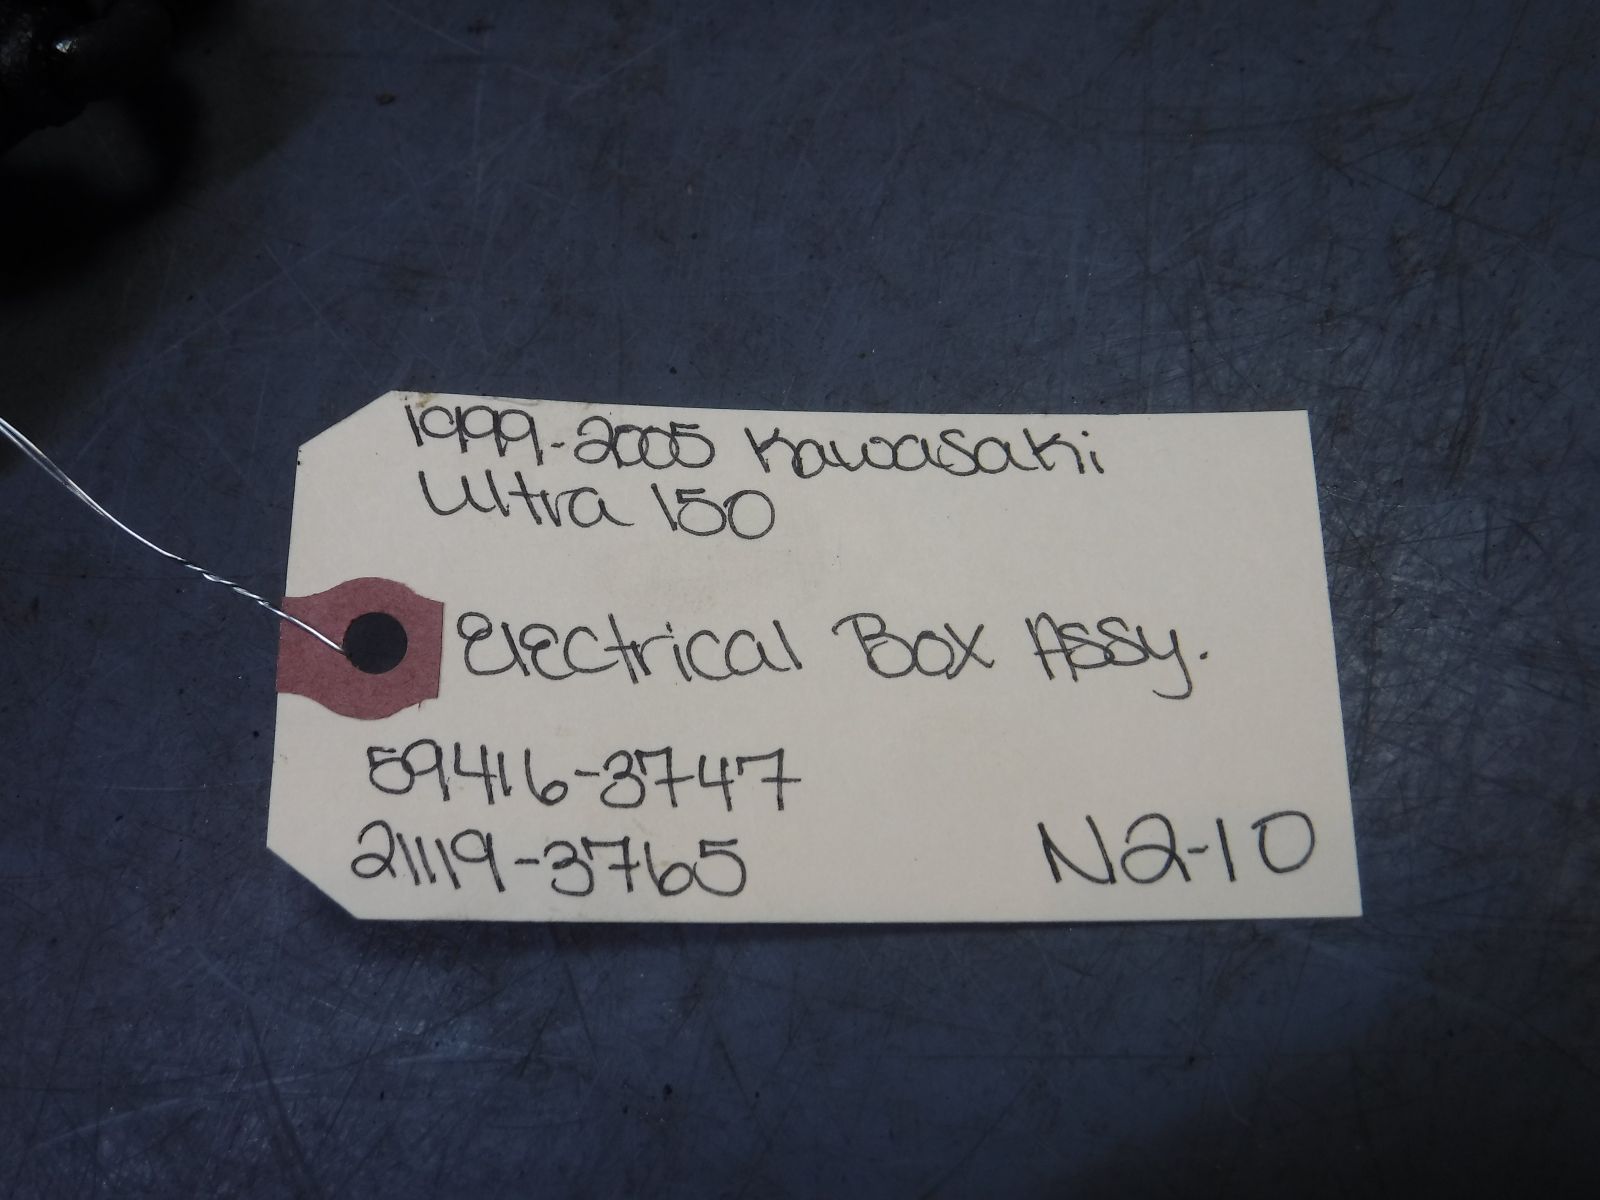 1999-2005 Kawasaki
Ultra 150
Electrical Box Assy.
59416-3747
21119-3765
N2-10